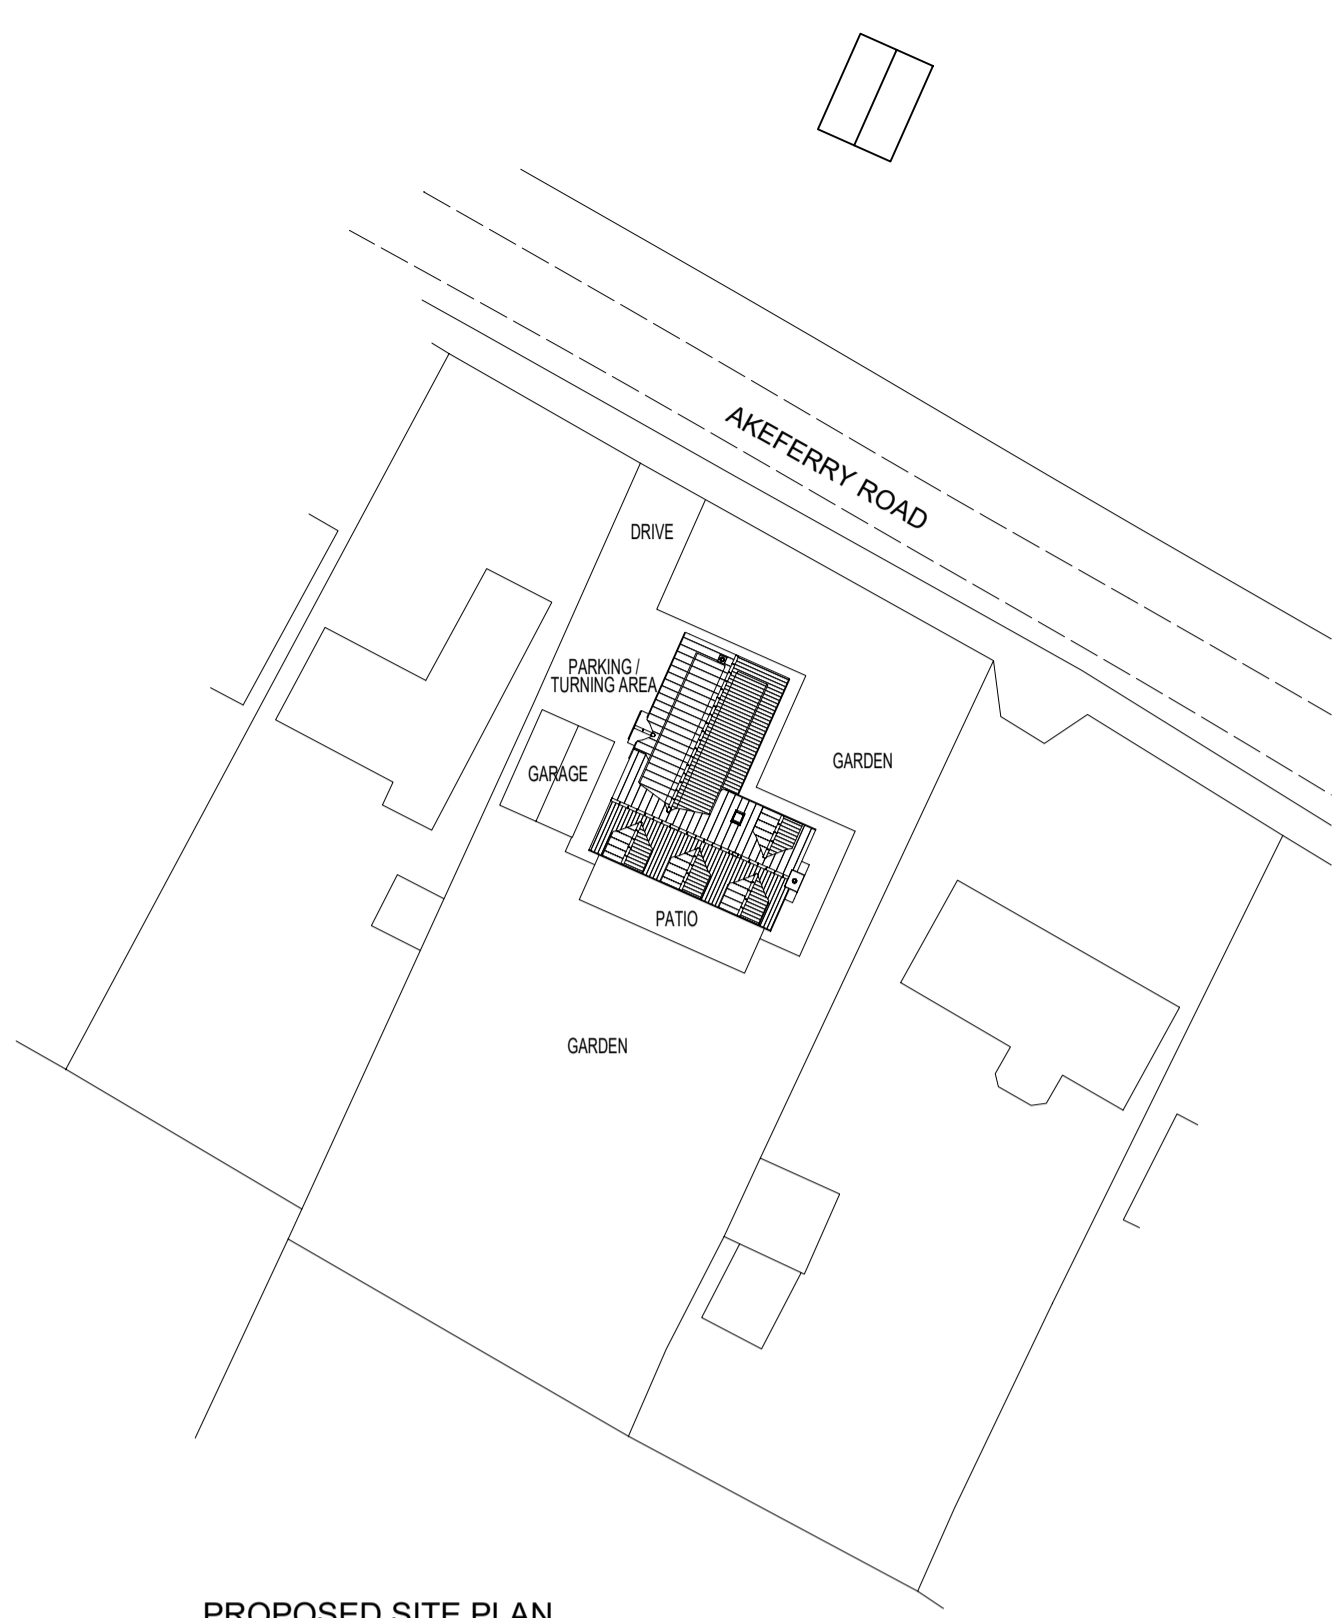 AKEFERRY ROAD
DRIVE
PARKING /
TURNING AREA
GARAGE
GARDEN
PATIO
GARDEN
PROPOSED SITE PLAN